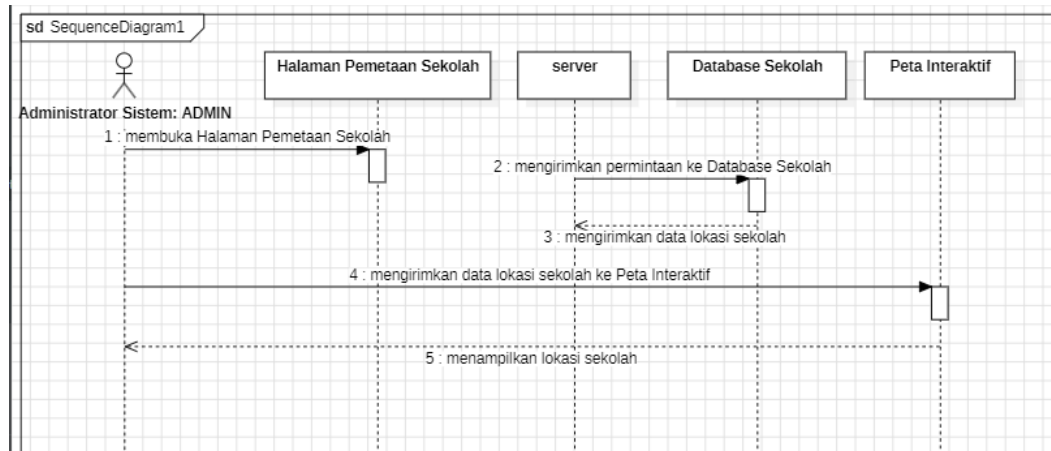 sd SequenceDiagram1
Halaman Pemetaan Sekolah
server
Database Sekolah
Peta Interaktif
Administrator Sistem: ADMIN
1 : membuka Halaman Pemetaan Sekolah
2 : mengirimkan permintaan ke Database Sekolah
3 : mengirimkan data lokasi sekolah
4 : mengirimkan data lokasi sekolah ke Peta Interaktif
5 : menampilkan lokasi sekolah